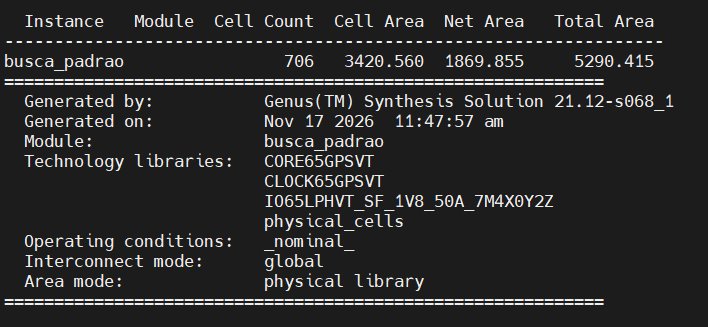 Instance   Module  Cell Count  Cell Area  Net Area   Total Area
------------------------------------------------------------------
busca_padrao                706   3420.560  1869.855     5290.415
============================================================
  Generated by:           Genus(TM) Synthesis Solution 21.12-s068_1
  Generated on:           Nov 17 2026  11:47:57 am
  Module:                 busca_padrao
  Technology libraries:   CORE65GPSVT
                          CLOCK65GPSVT
                          IO65LPHVT_SF_1V8_50A_7M4X0Y2Z
                          physical_cells
  Operating conditions:   _nominal_
  Interconnect mode:      global
  Area mode:              physical library
============================================================